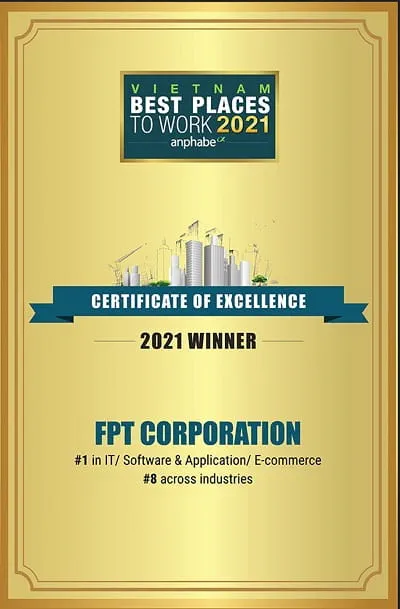 VIETNAM
BEST PLACES
TO WORK 2021
anphabe
CERTIFICATE OF EXCELLENCE
2021 WINNER
FPT CORPORATION
#1 in IT/ Software & Application/ E-commerce
#8 across industries